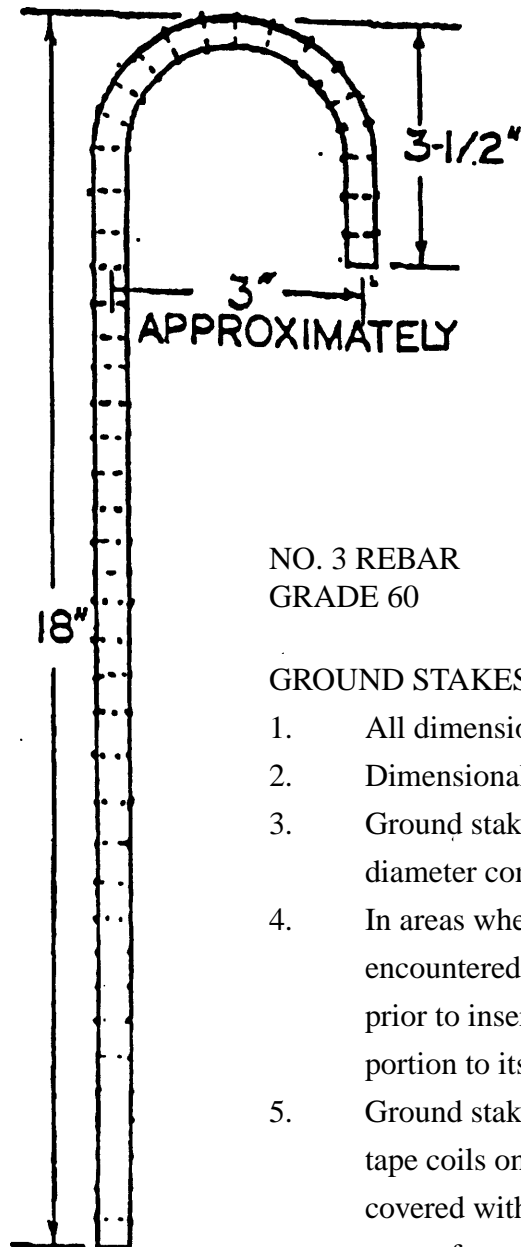 3-1/2"
3"
APPROXIMATELY
NO. 3 REBAR
GRADE 60
18"
GROUND STAKES
1. All dimensio
2. Dimensional
3. Ground stak
diameter con
4. In areas whe
encountered
prior to inser
portion to its
5. Ground stak
tape coils on
covered with